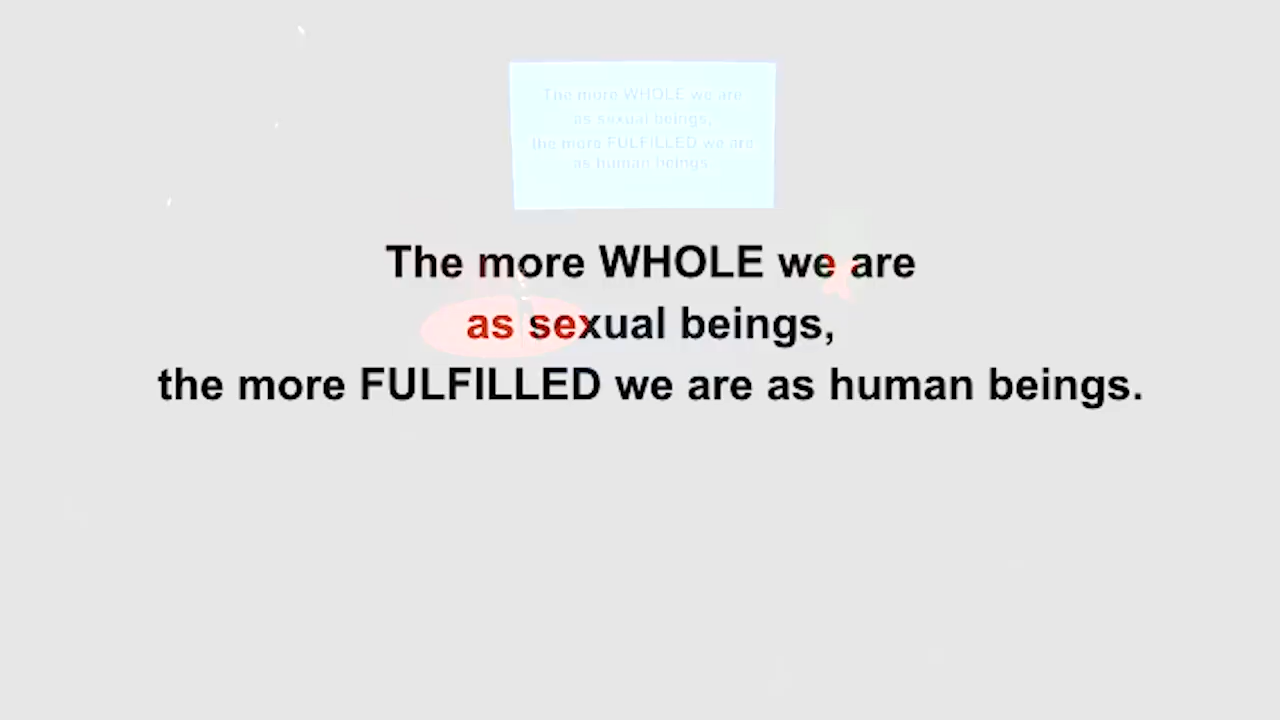 The more WHOLE we are
as sexual beings,
the more FULFILLED we are
as human beings.
The more WHOLE we are
as sexual beings,
the more FULFILLED we are as human beings.